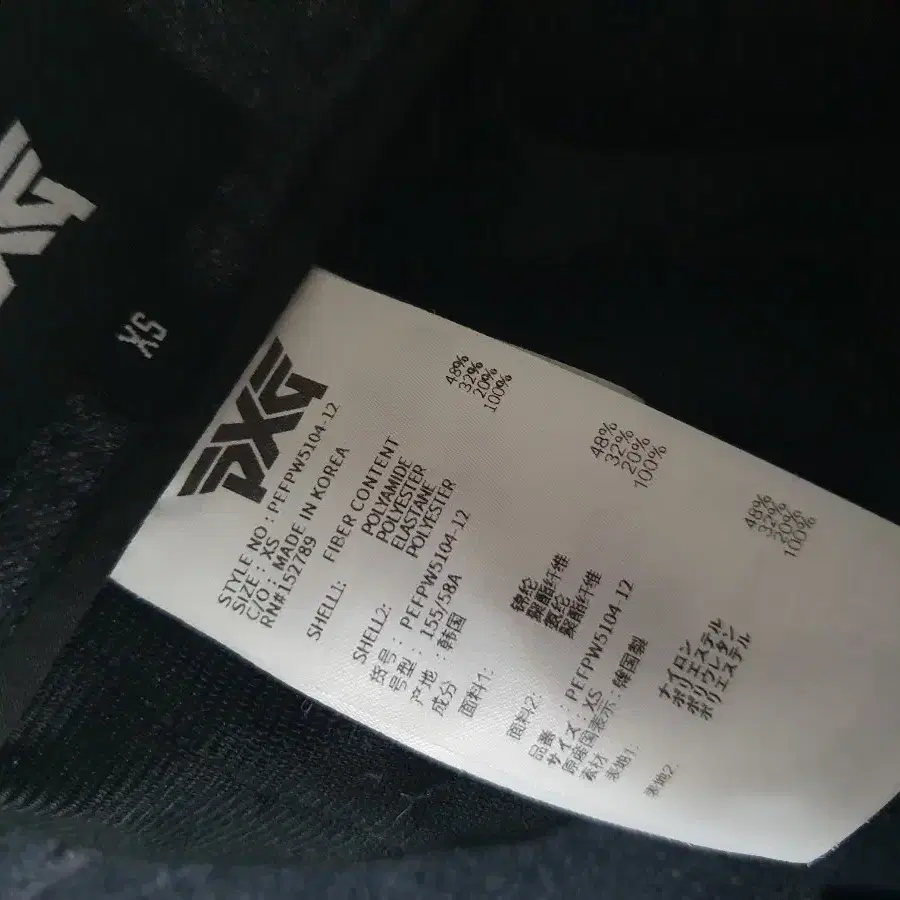 PXG
XS
PXG
STYLE NO : PEFPW5104-12
SIZE : XS
C/O : MADE IN KOREA
RN#152789
FIBER CONTENT
SHELL1: POLYAMIDE 48%
POLYESTER 32%
ELASTANE 20%
SHELL2: POLYESTER 100%
货号 : PEFPW5104-12
号型 : 155/58A
产地 : 韩国
成分
面料1: 锦伦 48%
聚酯纤维 32%
氨伦 20%
面料2: 聚酯纤维 100%
品番 : PEFPW5104-12
サイズ : XS
原産国表示 : 韓国製
素材
表地1: ナイロン 48%
ポリエステル 32%
ポリウレタン 20%
表地2: ポリエステル 100%